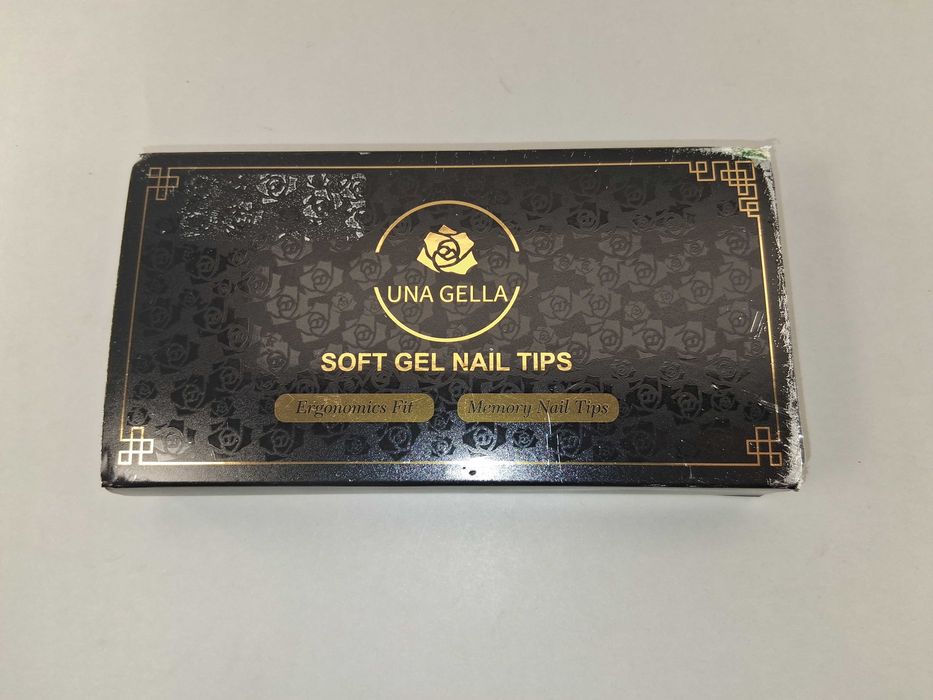 UNA GELLA
SOFT GEL NAIL TIPS
Ergonomics Fit
Memory Nail Tips